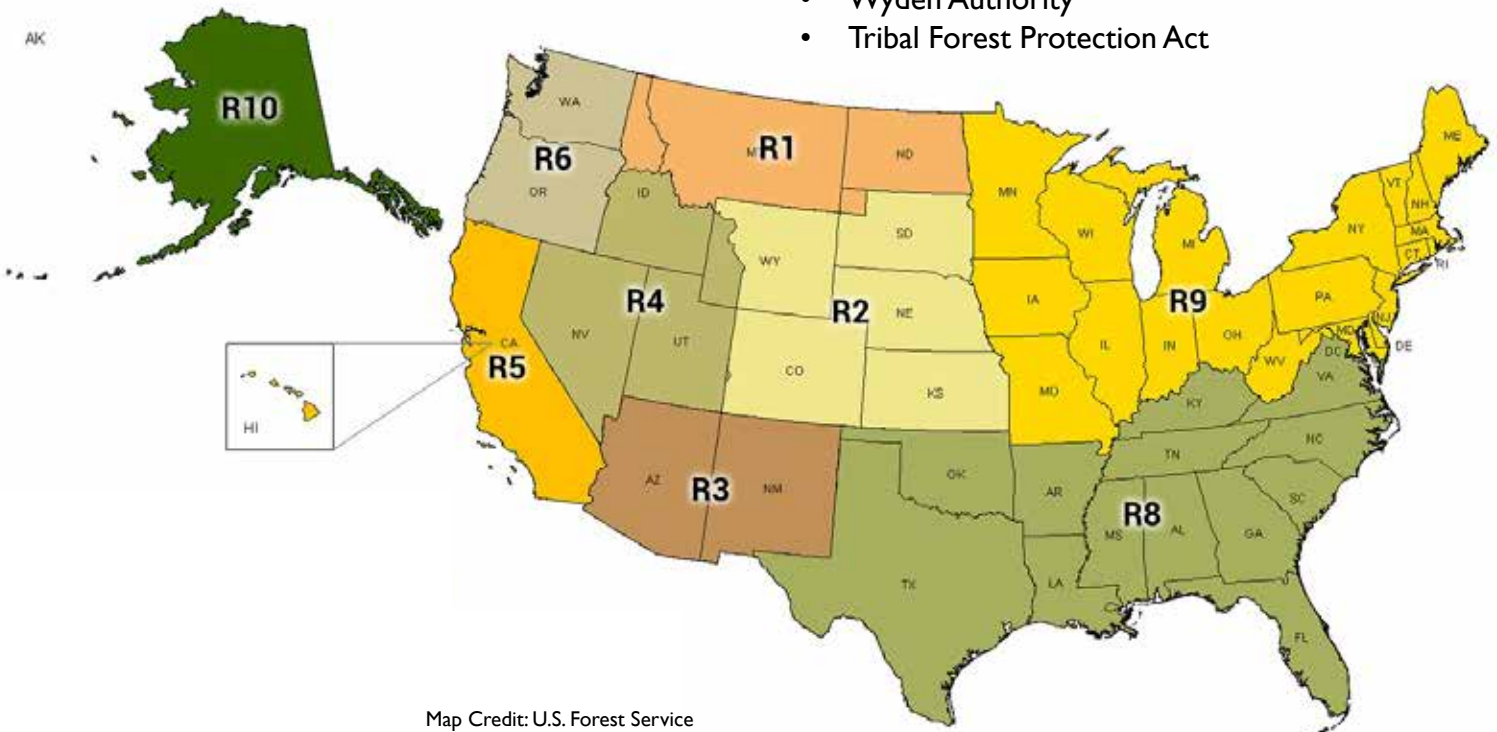 • Wyden Authority
• Tribal Forest Protection Act
AK
R10
WA
R6
OR
M
R1
ND
ID
MN
WI
MI
ME
VT
NH
NY
MA
CT
RI
SD
WY
R4
R2
NE
IA
R9
PA
NJ
NV
UT
IL
IN
OH
MD
DE
DC
WV
VA
CA
R5
CO
KS
MO
KY
HI
AZ
R3
NM
OK
AR
TN
NC
SC
R8
MS
AL
GA
TX
LA
FL
Map Credit: U.S. Forest Service